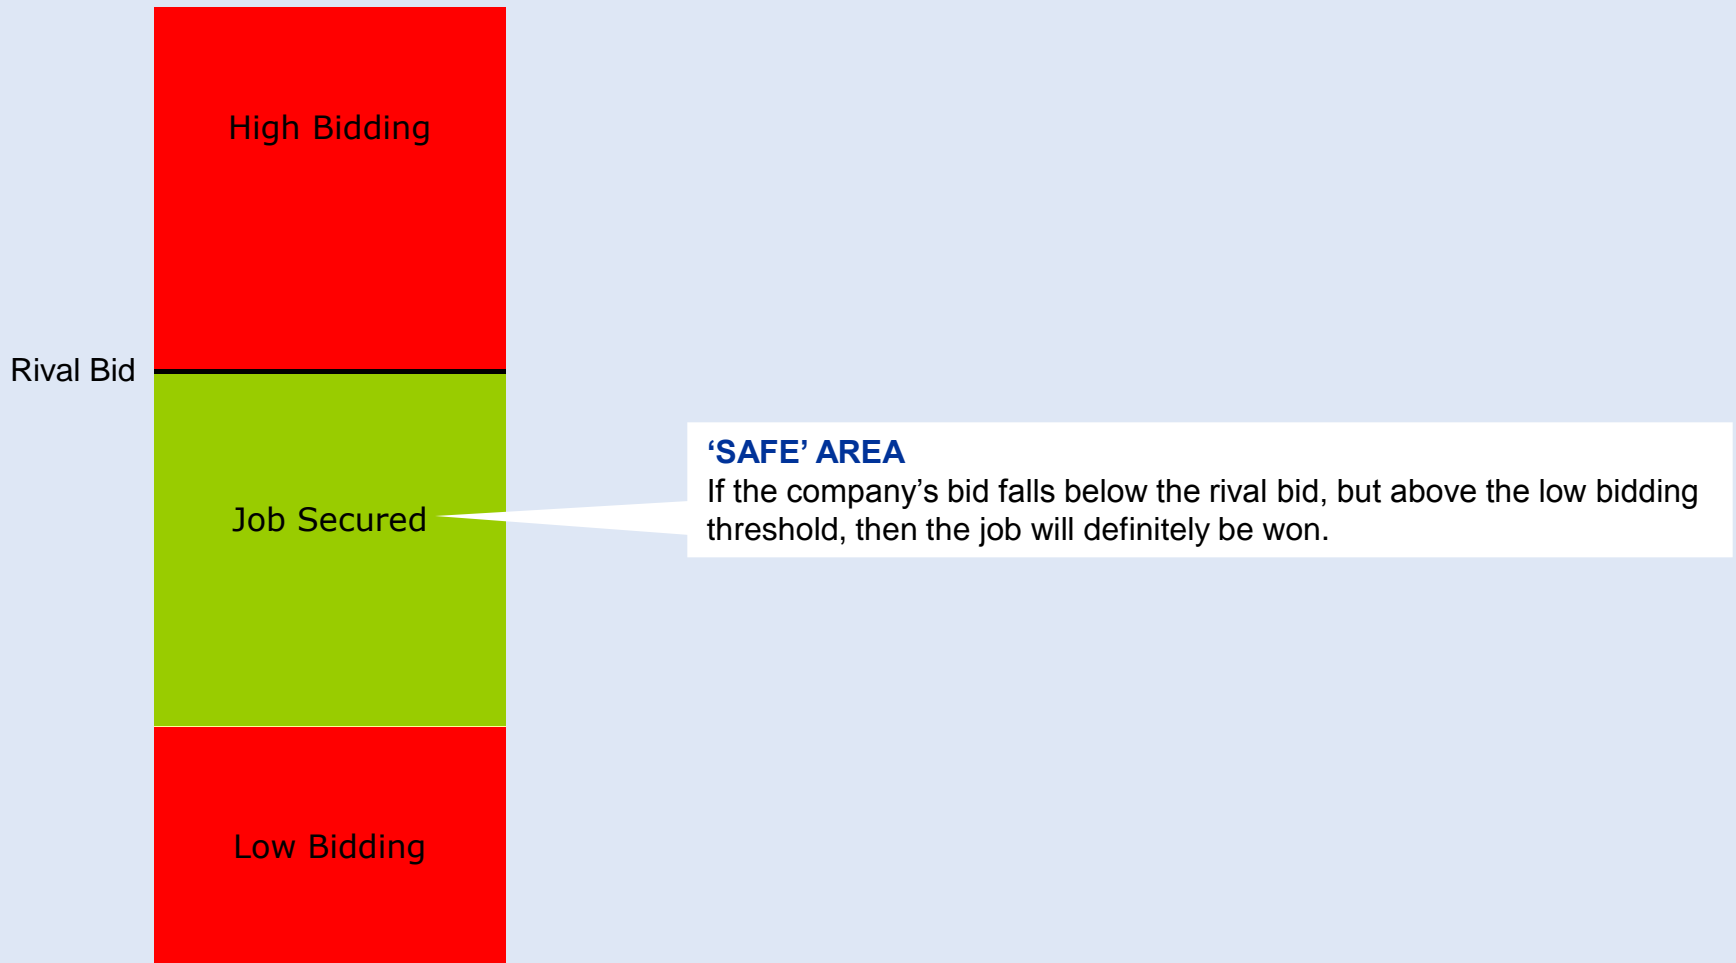 High Bidding
Rival Bid
‘SAFE’ AREA
If the company’s bid falls below the rival bid, but above the low bidding
threshold, then the job will definitely be won.
Job Secured
Low Bidding